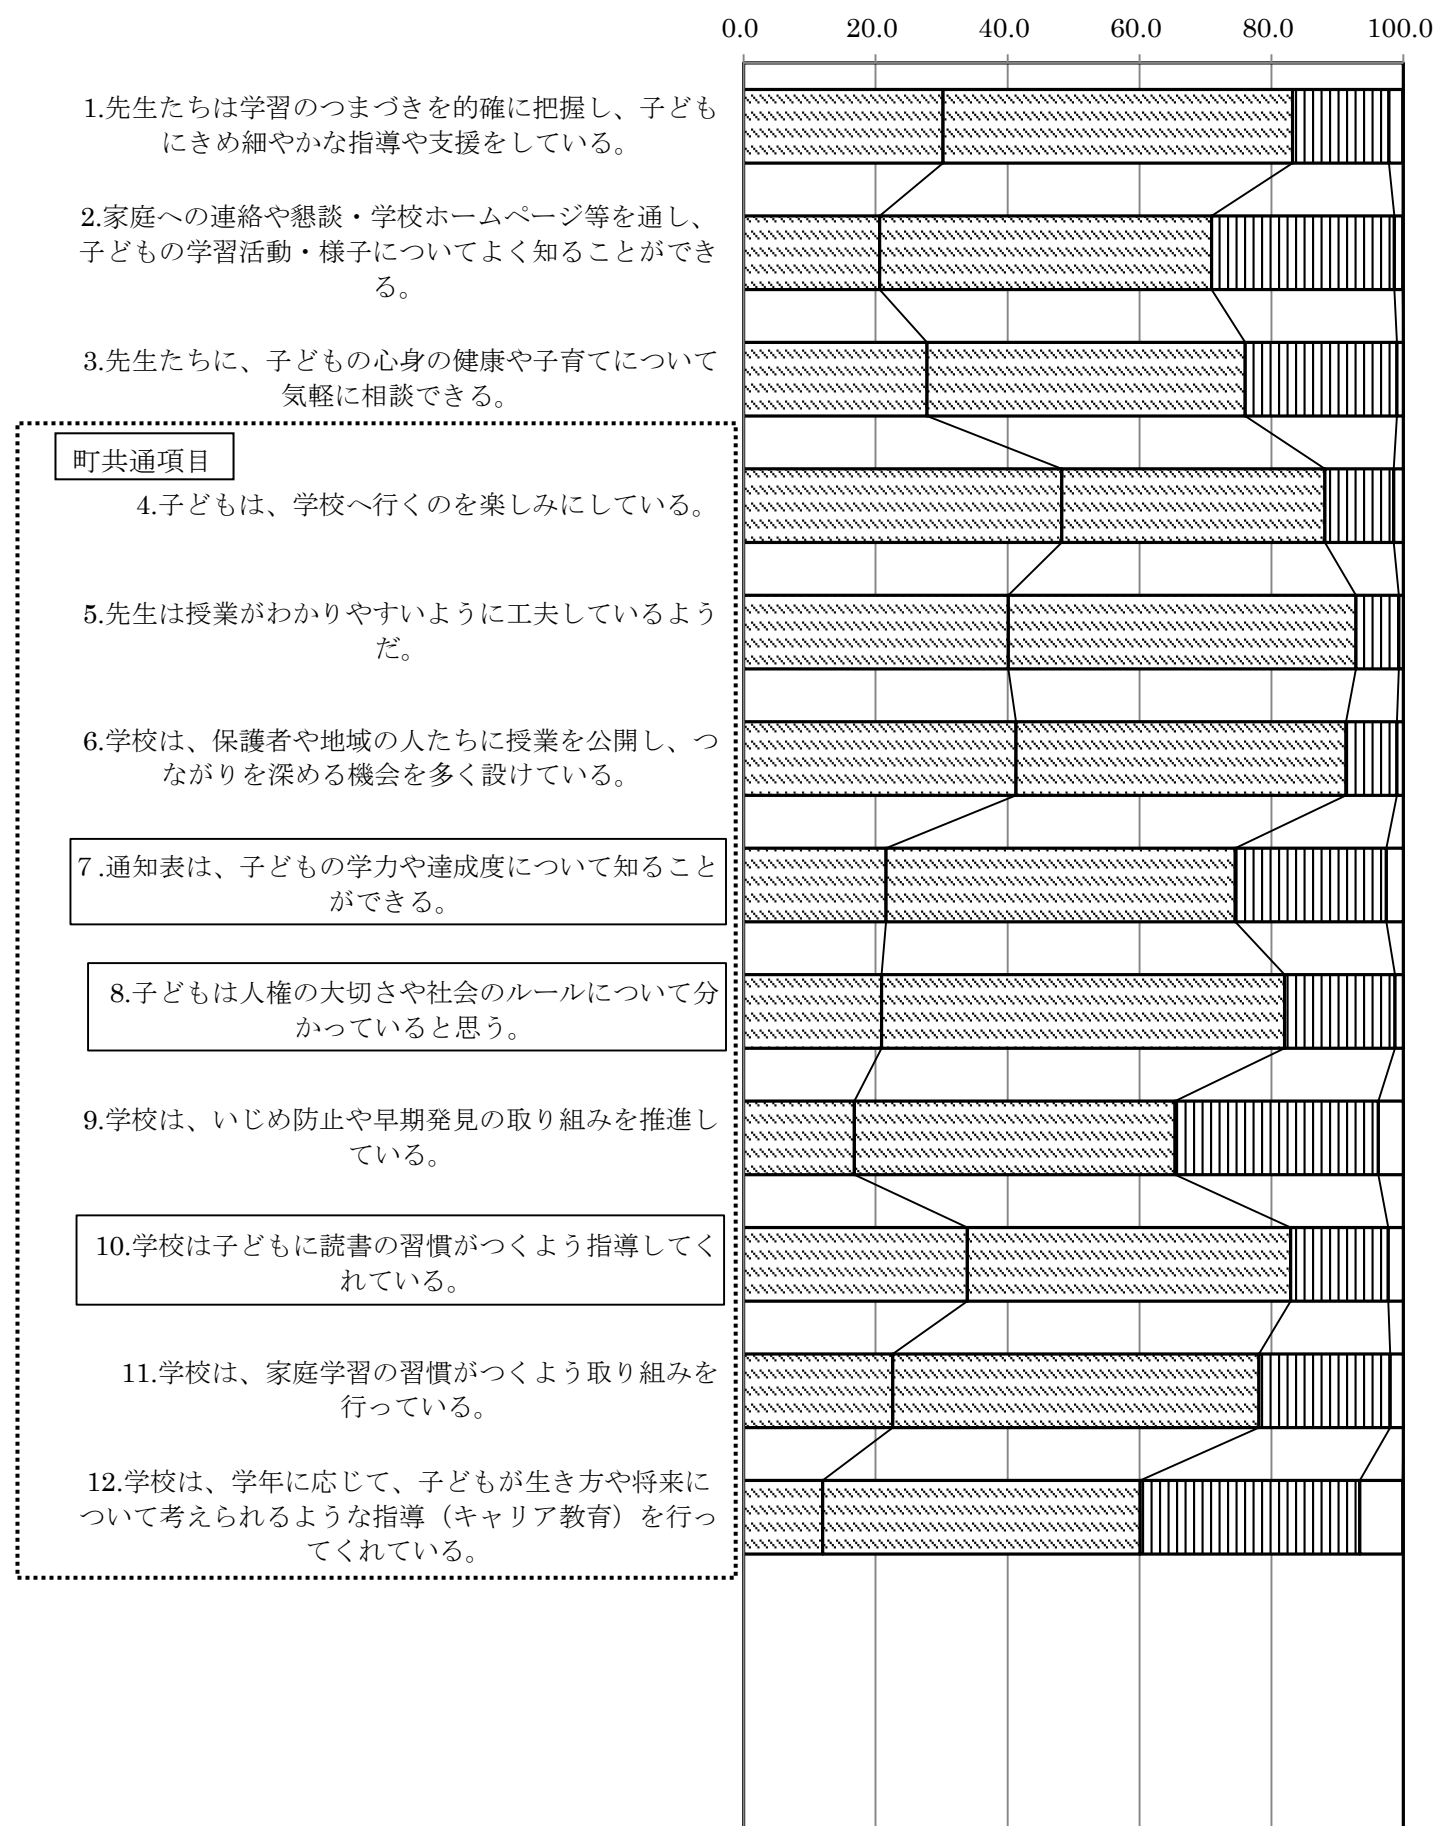 0.0 20.0 40.0 60.0 80.0 100.0
1.先生たちは学習のつまづきを的確に把握し、子ども
にきめ細やかな指導や支援をしている。
2.家庭への連絡や懇談・学校ホームページ等を通し、
子どもの学習活動・様子についてよく知ることができ
る。
3.先生たちに、子どもの心身の健康や子育てについて
気軽に相談できる。
町共通項目
4.子どもは、学校へ行くのを楽しみにしている。
5.先生は授業がわかりやすいように工夫しているよう
だ。
6.学校は、保護者や地域の人たちに授業を公開し、つ
ながりを深める機会を多く設けている。
７.通知表は、子どもの学力や達成度について知ること
ができる。
8.子どもは人権の大切さや社会のルールについて分
かっていると思う。
9.学校は、いじめ防止や早期発見の取り組みを推進し
ている。
10.学校は子どもに読書の習慣がつくよう指導してく
れている。
11.学校は、家庭学習の習慣がつくよう取り組みを
行っている。
12.学校は、学年に応じて、子どもが生き方や将来に
ついて考えられるような指導（キャリア教育）を行っ
てくれている。